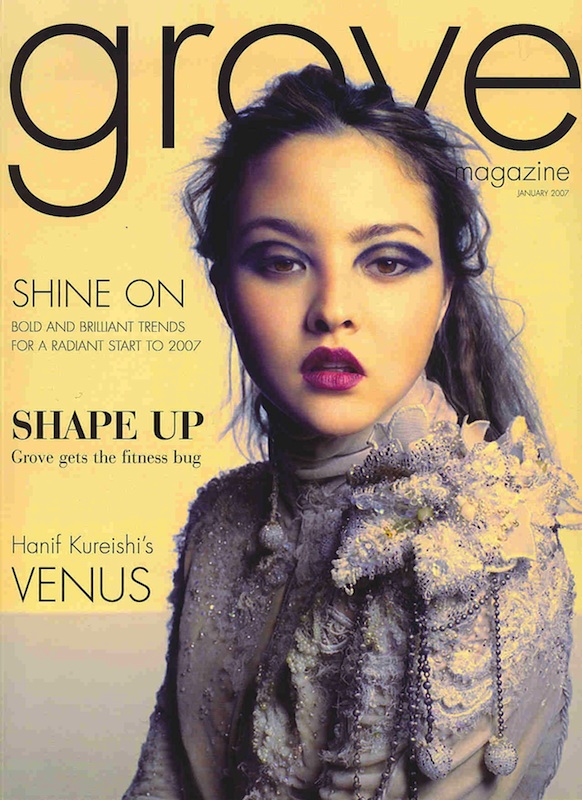 grove
magazine
JANUARY 2007
SHINE ON
BOLD AND BRILLIANT TRENDS
FOR A RADIANT START TO 2007
SHAPE UP
Grove gets the fitness bug
Hanif Kureishi's
VENUS